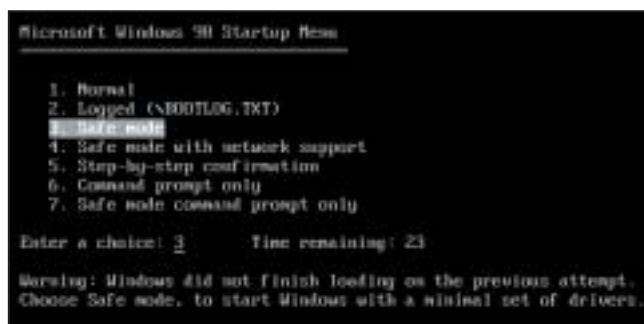 Microsoft Windows 98 Startup Menu
1. Normal
2. Logged (\BOOTLOG.TXT)
3. Safe mode
4. Safe mode with network support
5. Step-by-step confirmation
6. Command prompt only
7. Safe mode command prompt only
Enter a choice: 3 Time remaining: 23
Warning: Windows did not finish loading on the previous attempt.
Choose Safe mode, to start Windows with a minimal set of drivers.